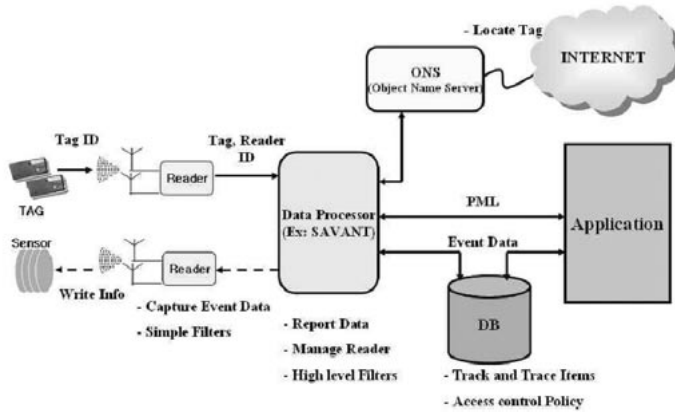 - Locate Tag
INTERNET
ONS
(Object Name Server)
Tag ID
Tag, Reader
ID
Reader
TAG
Data Processor
(Ex: SAVANT)
PML
Application
Event Data
Sensor
Reader
Write Info
- Capture Event Data
- Simple Filters
- Report Data
- Manage Reader
- High level Filters
DB
- Track and Trace Items
- Access control Policy